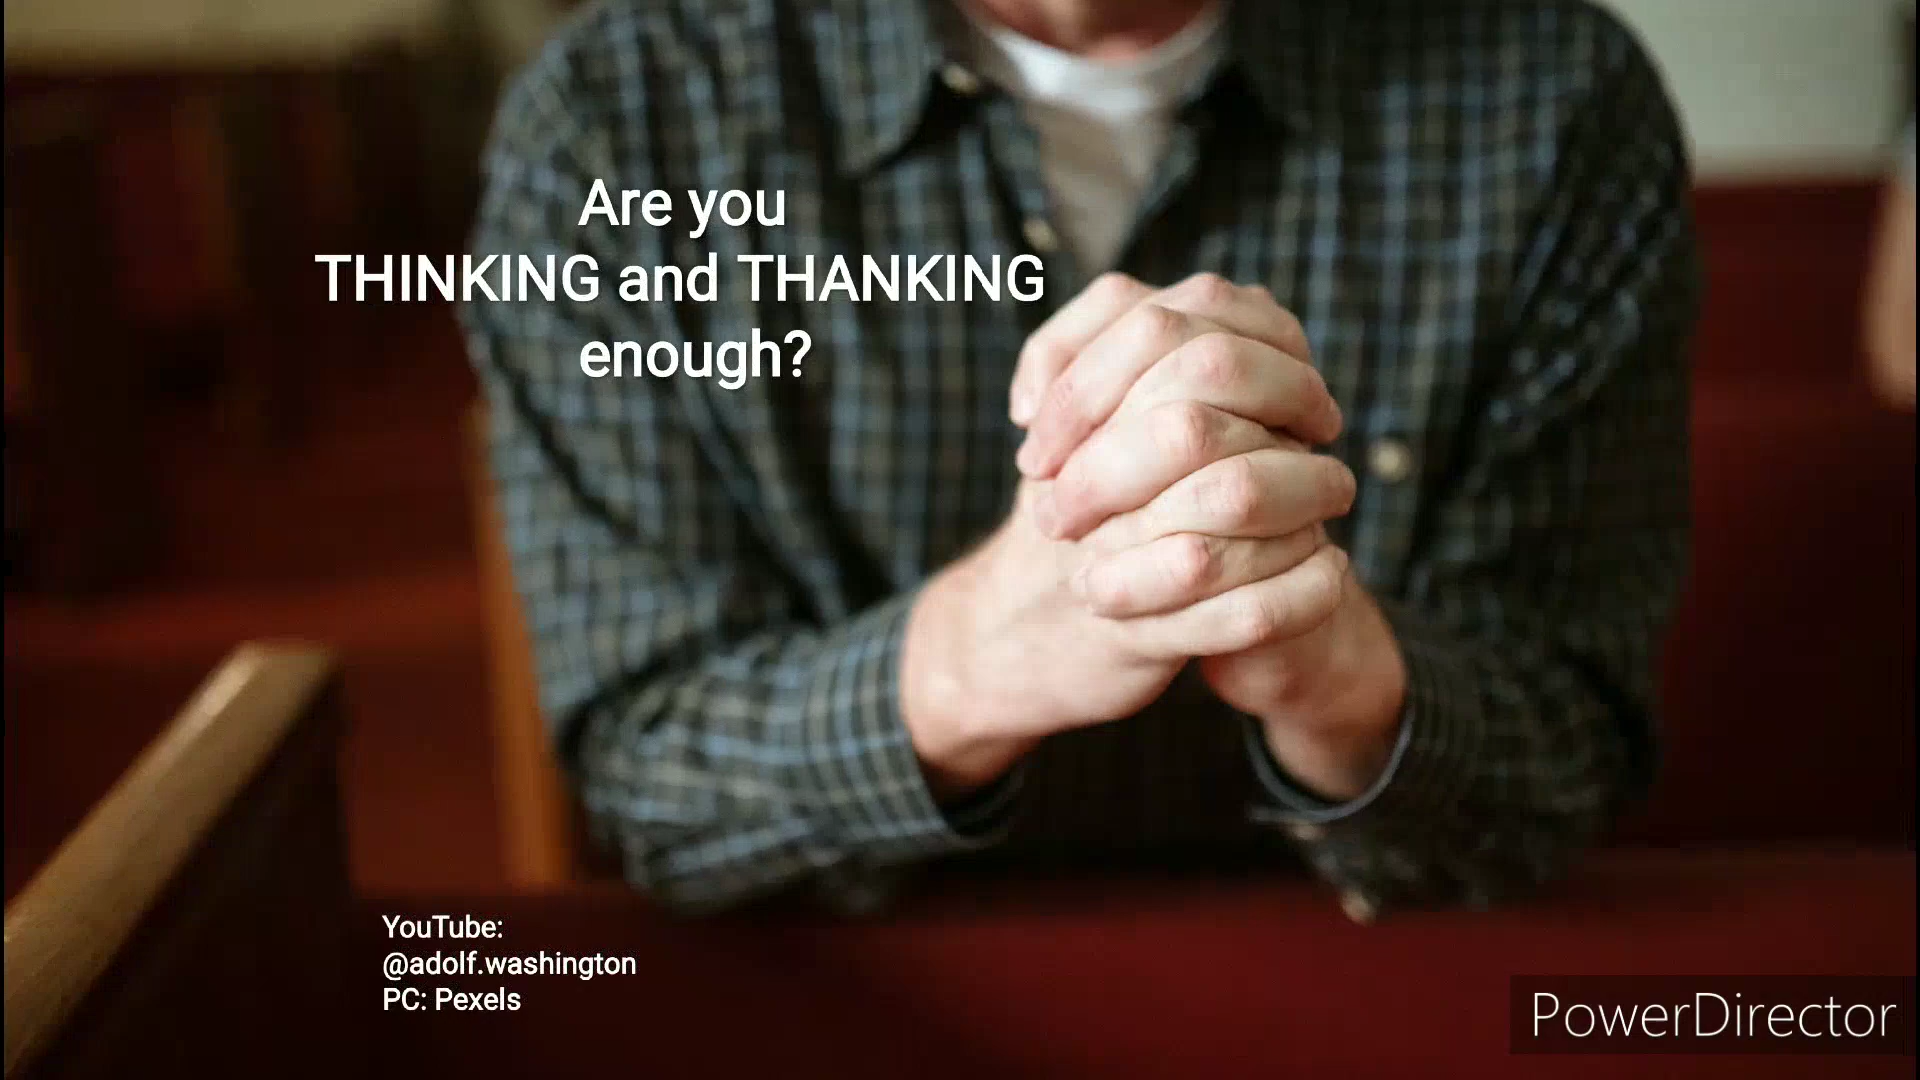 Are you
THINKING and THANKING
enough?
YouTube:
@adolf.washington
PC: Pexels
PowerDirector